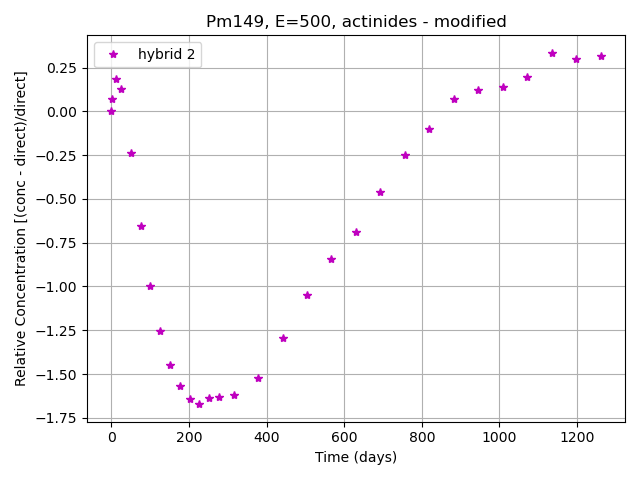 Pm149, E=500, actinides - modified
hybrid 2
0.25
0.00
−0.25
−0.50
−0.75
−1.00
−1.25
−1.50
−1.75
Relative Concentration [(conc - direct)/direct]
0 200 400 600 800 1000 1200
Time (days)